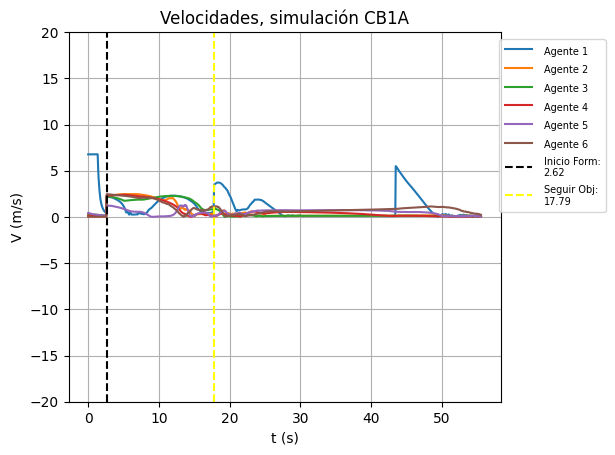 Velocidades, simulación CB1A
V (m/s)
20
15
10
5
0
−5
−10
−15
−20
0
10
20
30
40
50
t (s)
Agente 1
Agente 2
Agente 3
Agente 4
Agente 5
Agente 6
Inicio Form:
2.62
Seguir Obj:
17.79